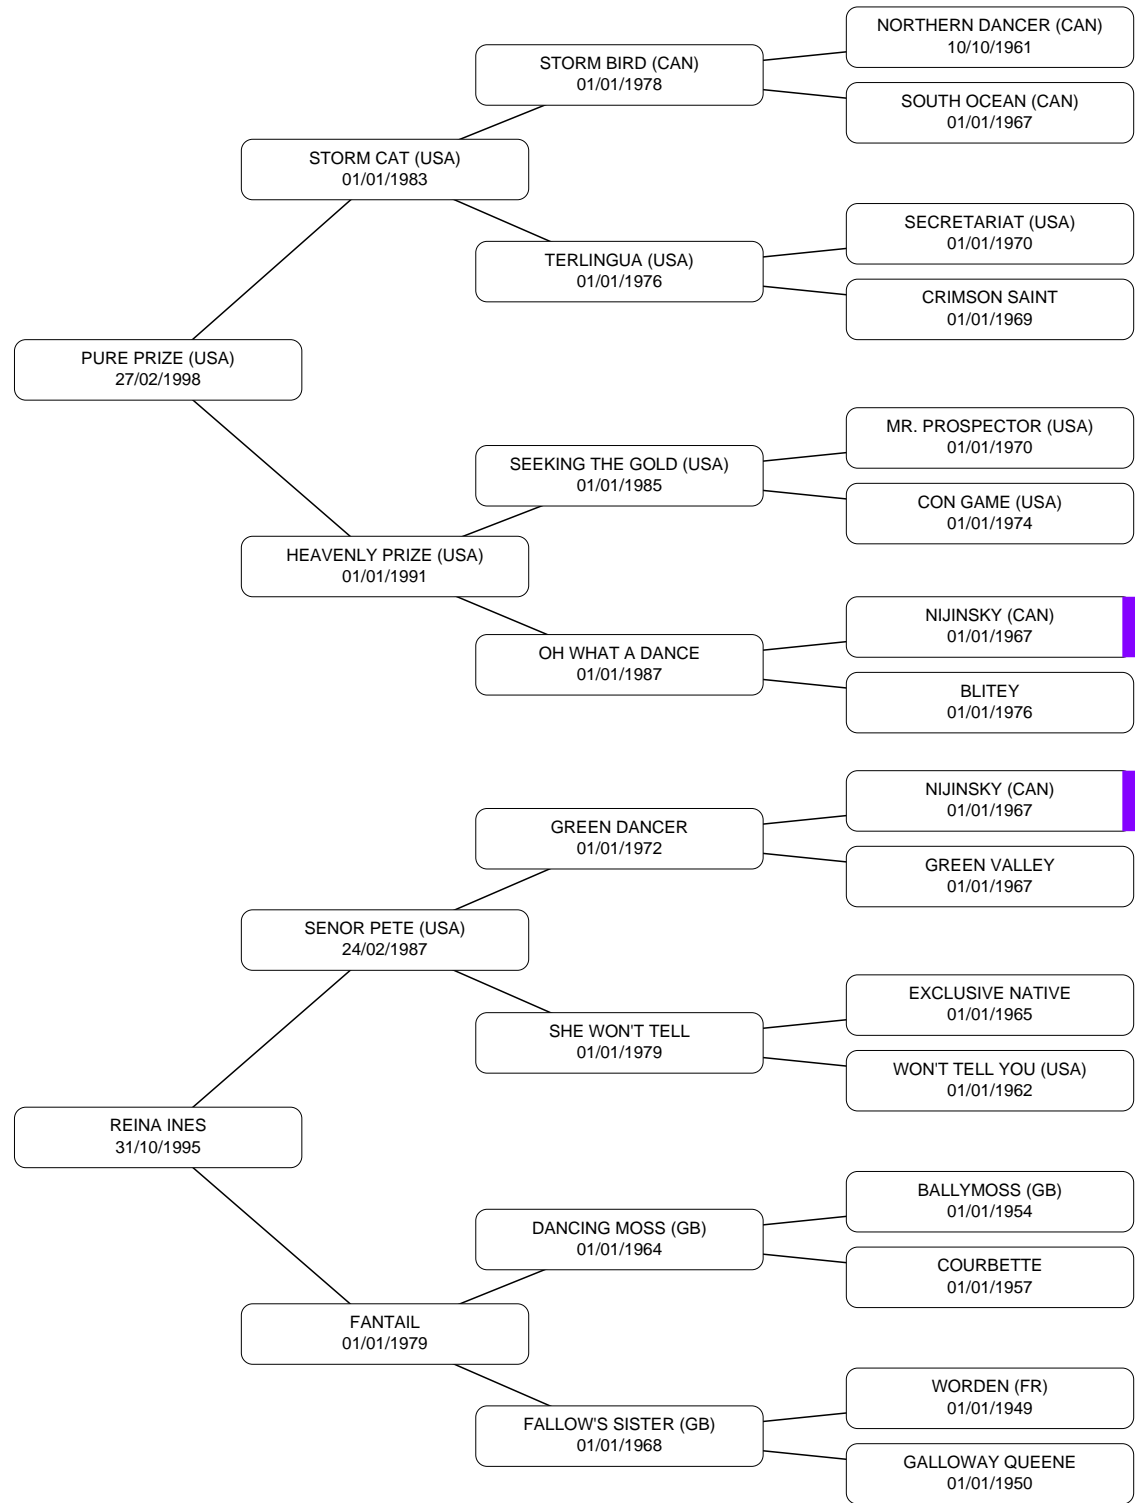 NORTHERN DANCER (CAN)
10/10/1961
STORM BIRD (CAN)
01/01/1978
SOUTH OCEAN (CAN)
01/01/1967
STORM CAT (USA)
01/01/1983
SECRETARIAT (USA)
01/01/1970
TERLINGUA (USA)
01/01/1976
CRIMSON SAINT
01/01/1969
PURE PRIZE (USA)
27/02/1998
MR. PROSPECTOR (USA)
01/01/1970
SEEKING THE GOLD (USA)
01/01/1985
CON GAME (USA)
01/01/1974
HEAVENLY PRIZE (USA)
01/01/1991
NIJINSKY (CAN)
01/01/1967
OH WHAT A DANCE
01/01/1987
BLITEY
01/01/1976
NIJINSKY (CAN)
01/01/1967
GREEN DANCER
01/01/1972
GREEN VALLEY
01/01/1967
SENOR PETE (USA)
24/02/1987
EXCLUSIVE NATIVE
01/01/1965
SHE WON'T TELL
01/01/1979
WON'T TELL YOU (USA)
01/01/1962
REINA INES
31/10/1995
BALLYMOSS (GB)
01/01/1954
DANCING MOSS (GB)
01/01/1964
COURBETTE
01/01/1957
FANTAIL
01/01/1979
WORDEN (FR)
01/01/1949
FALLOW'S SISTER (GB)
01/01/1968
GALLOWAY QUEENE
01/01/1950